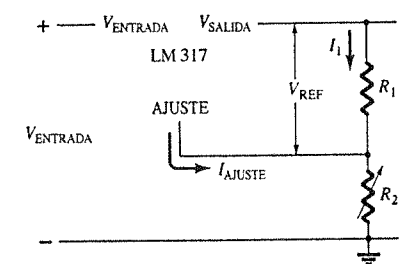 + V_ENTRADA V_SALIDA
LM 317
I_1
V_REF
R_1
AJUSTE
V_ENTRADA
I_AJUSTE
R_2
−